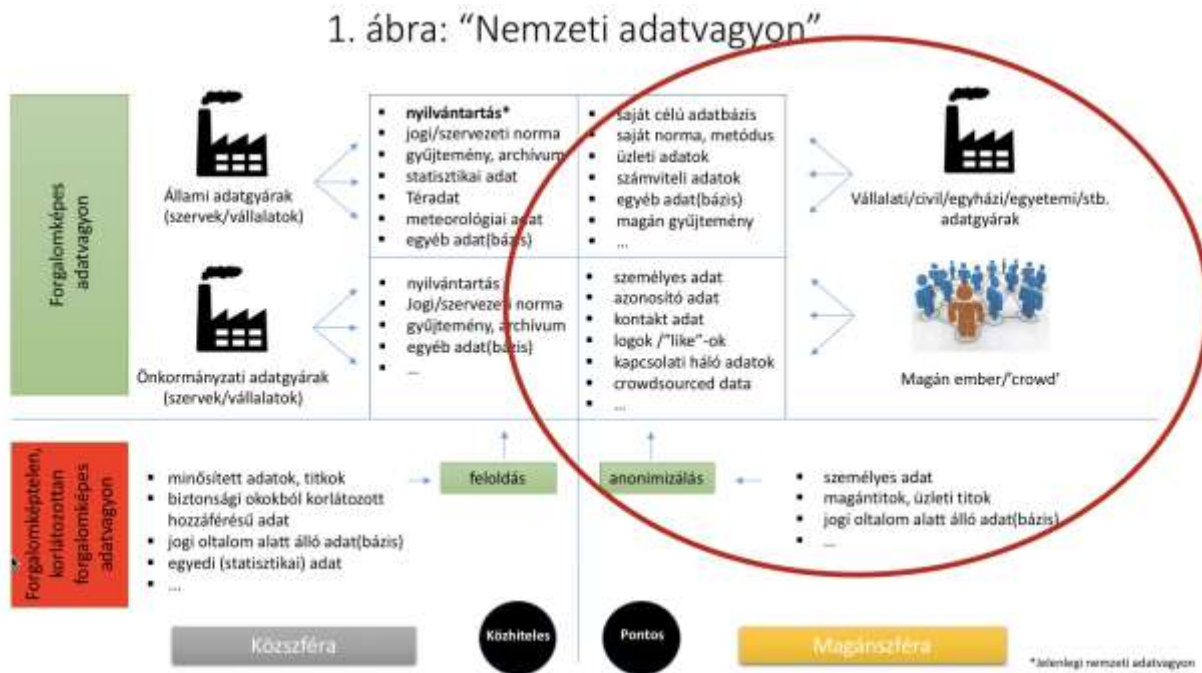 1. ábra: “Nemzeti adatvagyon”
Forgalomképes
adatvagyon
Állami adatgyárak
(szervek/vállalatok)
▪ nyilvántartás*
▪ jogi/szervezeti norma
▪ gyűjtemény, archívum
▪ statisztikai adat
▪ Téradat
▪ meteorológiai adat
▪ egyéb adat(bázis)
▪ saját célú adatbázis
▪ saját norma, metódus
▪ üzleti adatok
▪ számviteli adatok
▪ egyéb adat(bázis)
▪ magán gyűjtemény
▪ ...
Vállalati/civil/egyházi/egyetemi/stb.
adatgyárak
Önkormányzati adatgyárak
(szervek/vállalatok)
▪ nyilvántartás
▪ Jogi/szervezeti norma
▪ gyűjtemény, archívum
▪ egyéb adat(bázis)
▪ ...
▪ személyes adat
▪ azonosító adat
▪ kontakt adat
▪ logok /”like”-ok
▪ kapcsolati háló adatok
▪ crowdsourced data
▪ ...
Magán ember/’crowd’
Forgalomképtelen,
korlátozottan
forgalomképes
adatvagyon
▪ minősített adatok, titkok
▪ biztonsági okokból korlátozott
hozzáférésű adat
▪ jogi oltalom alatt álló adat(bázis)
▪ egyedi (statisztikai) adat
▪ ...
feloldás
anonimizálás
▪ személyes adat
▪ magántitok, üzleti titok
▪ jogi oltalom alatt álló adat(bázis)
▪ ...
Közszféra
Közhiteles
Pontos
Magánszféra
*Jelenlegi nemzeti adatvagyon